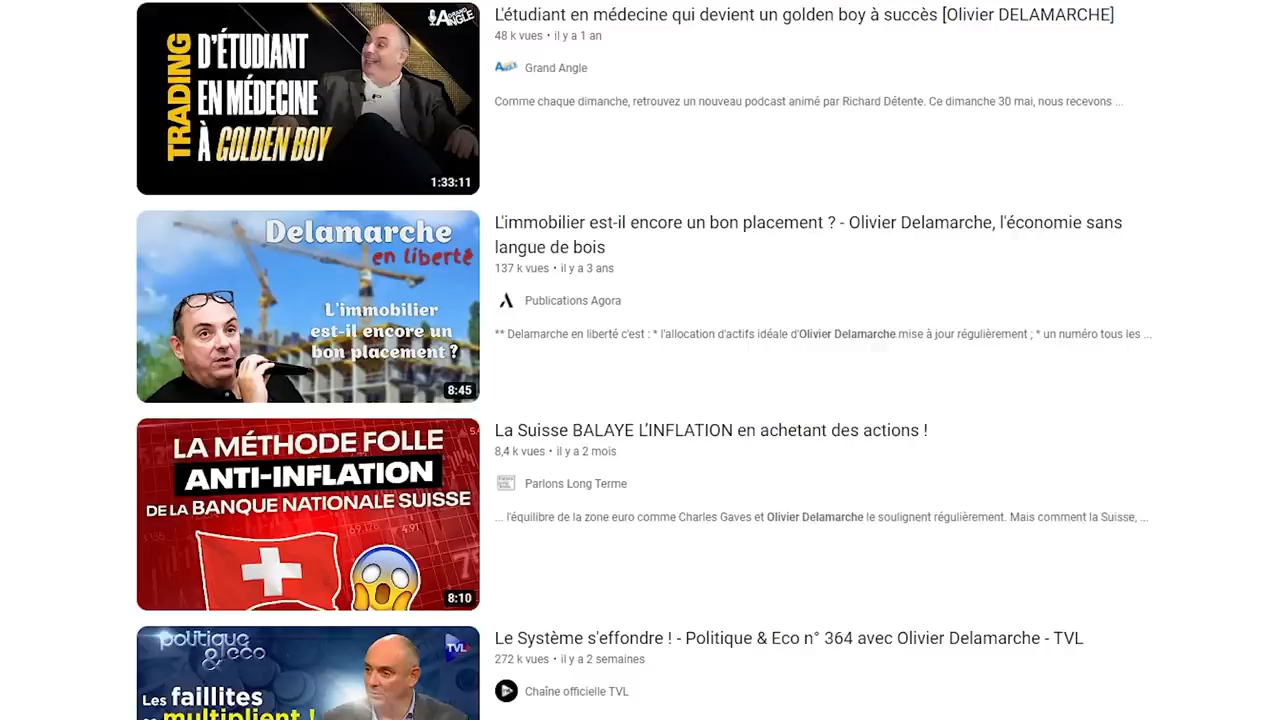 GRAND
ANGLE
TRADING
D'ÉTUDIANT
EN MÉDECINE
À GOLDEN BOY
1:33:11
L'étudiant en médecine qui devient un golden boy à succès [Olivier DELAMARCHE]
48 k vues • il y a 1 an
Grand Angle
Comme chaque dimanche, retrouvez un nouveau podcast animé par Richard Détente. Ce dimanche 30 mai, nous recevons ...
Delamarche
en liberté
L'immobilier
est-il encore un
bon placement ?
8:45
L'immobilier est-il encore un bon placement ? - Olivier Delamarche, l'économie sans
langue de bois
137 k vues • il y a 3 ans
Publications Agora
** Delamarche en liberté c'est : * l'allocation d'actifs idéale d'Olivier Delamarche mise à jour régulièrement ; * un numéro tous les ...
LA MÉTHODE FOLLE
ANTI-INFLATION
DE LA BANQUE NATIONALE SUISSE
8:10
La Suisse BALAYE L'INFLATION en achetant des actions !
8,4 k vues • il y a 2 mois
Parlons Long Terme
... l'équilibre de la zone euro comme Charles Gaves et Olivier Delamarche le soulignent régulièrement. Mais comment la Suisse, ...
politique
& eco
TVL
Les faillites
multiplient !
Le Système s'effondre ! - Politique & Eco n° 364 avec Olivier Delamarche - TVL
272 k vues • il y a 2 semaines
Chaîne officielle TVL